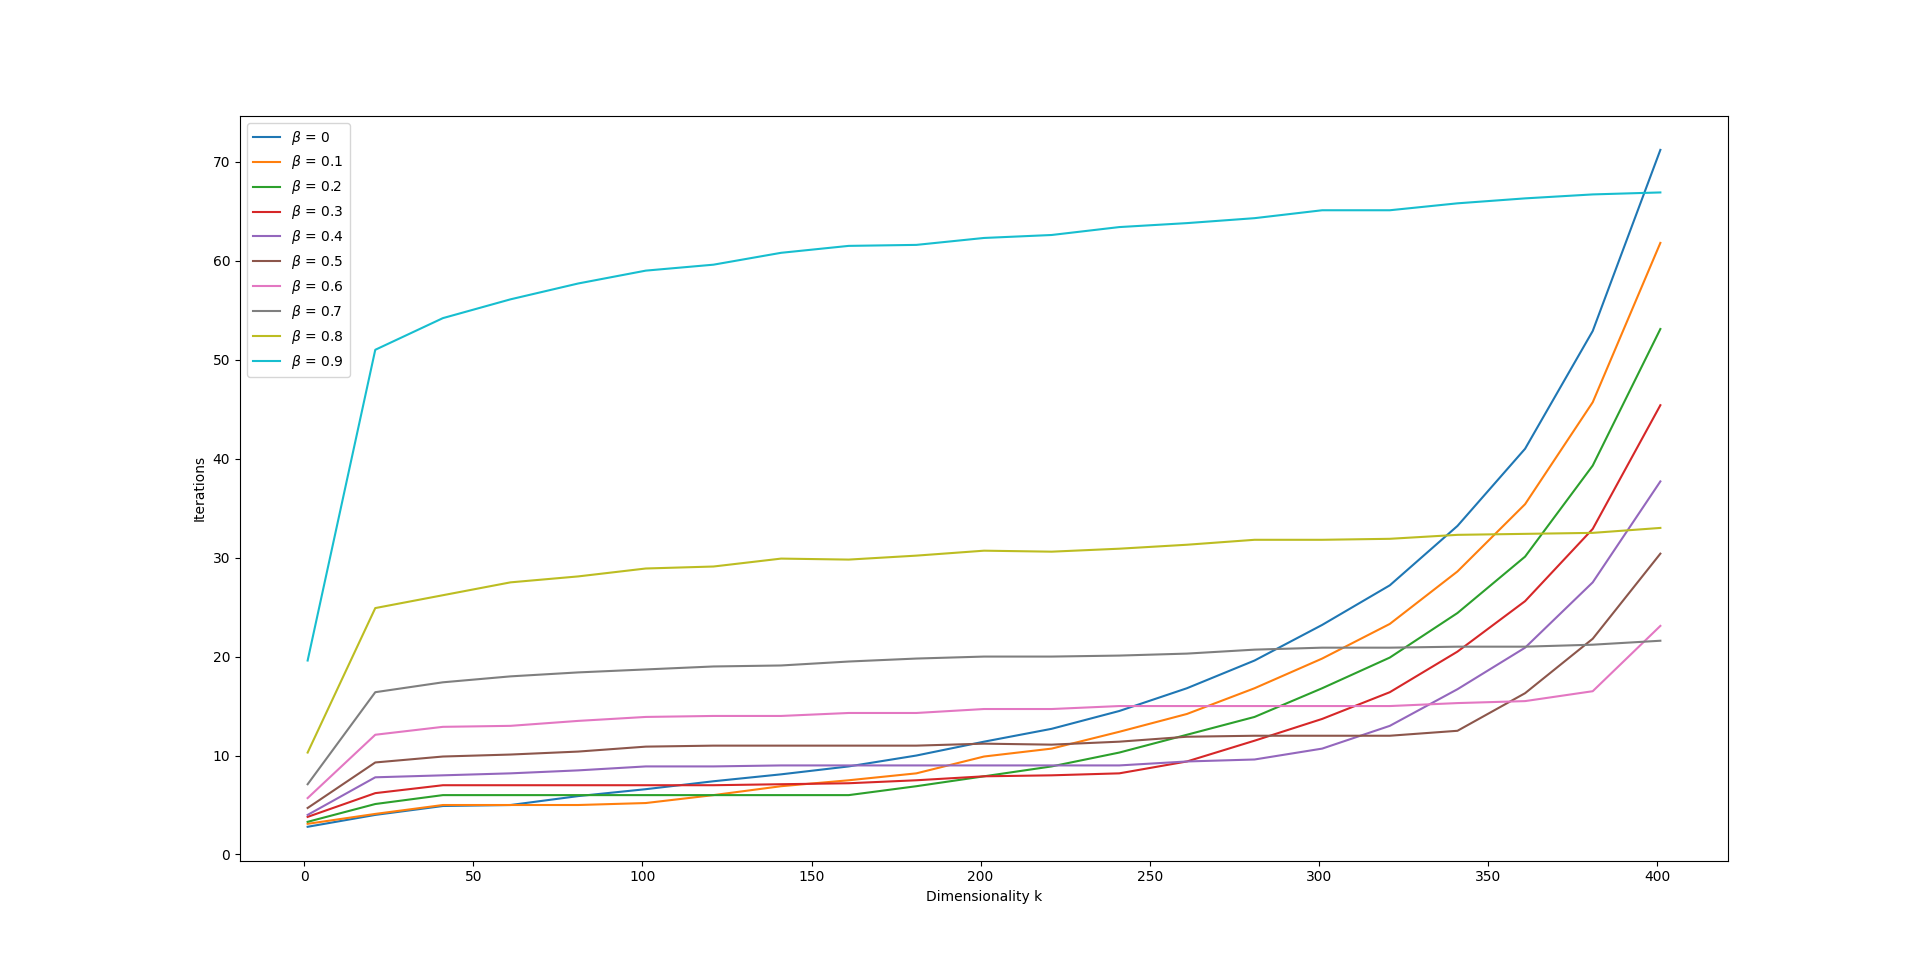 β = 0
β = 0.1
β = 0.2
β = 0.3
β = 0.4
β = 0.5
β = 0.6
β = 0.7
β = 0.8
β = 0.9
70
60
50
40
30
20
10
0
Iterations
0 50 100 150 200 250 300 350 400
Dimensionality k